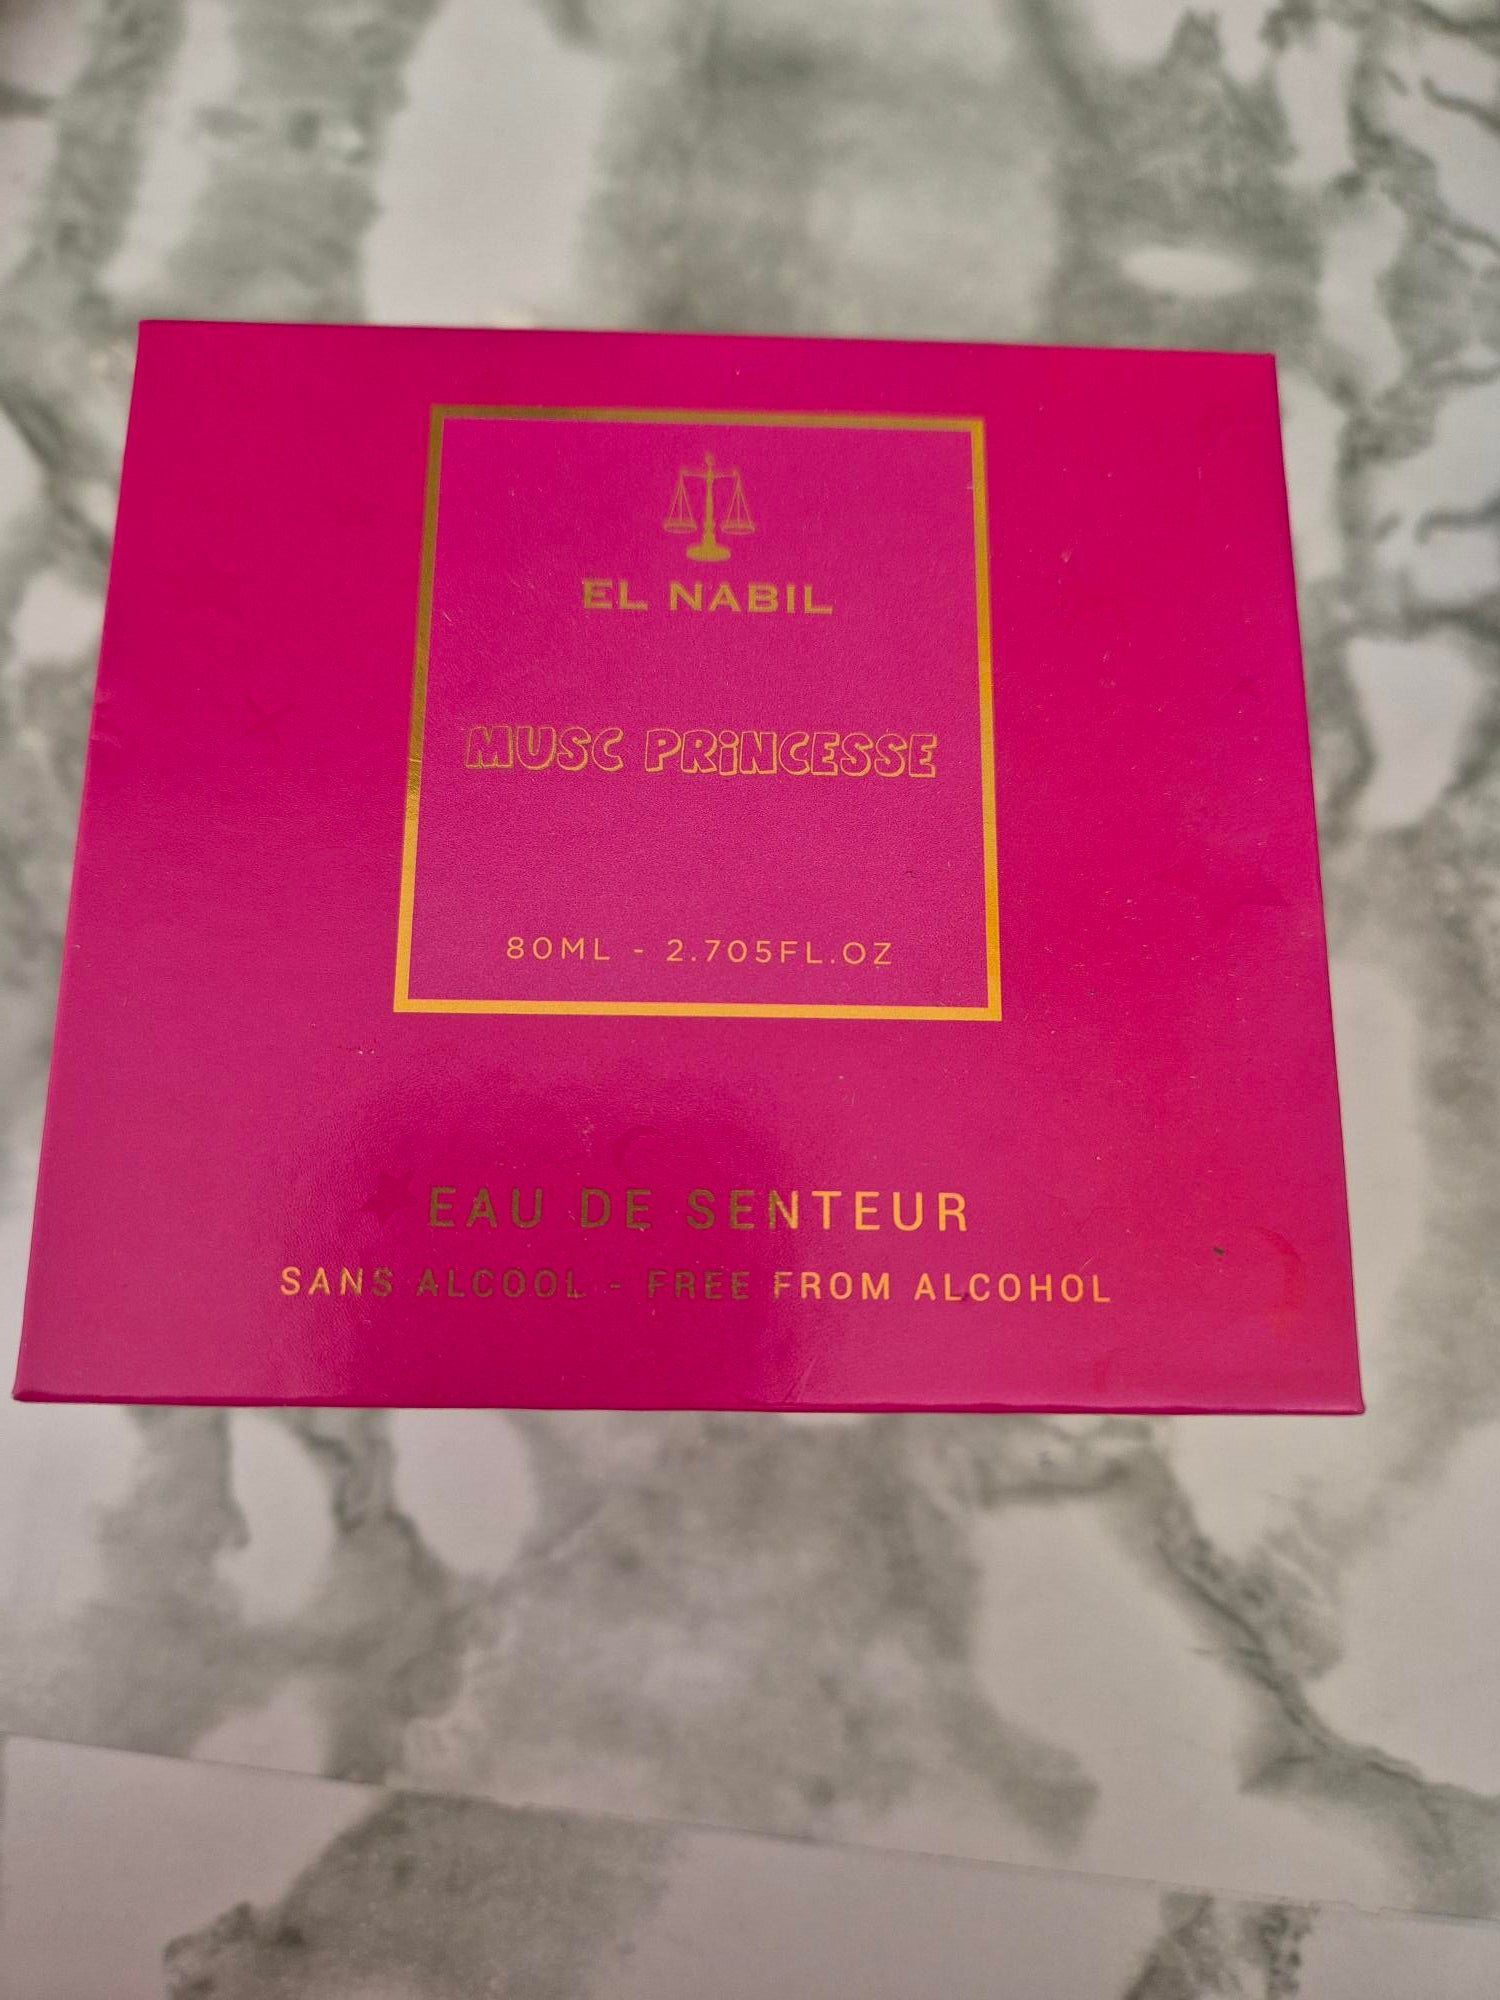 EL NABIL
MUSC PRiNCESSE
80ML - 2.705FL.OZ
EAU DE SENTEUR
SANS ALCOOL - FREE FROM ALCOHOL